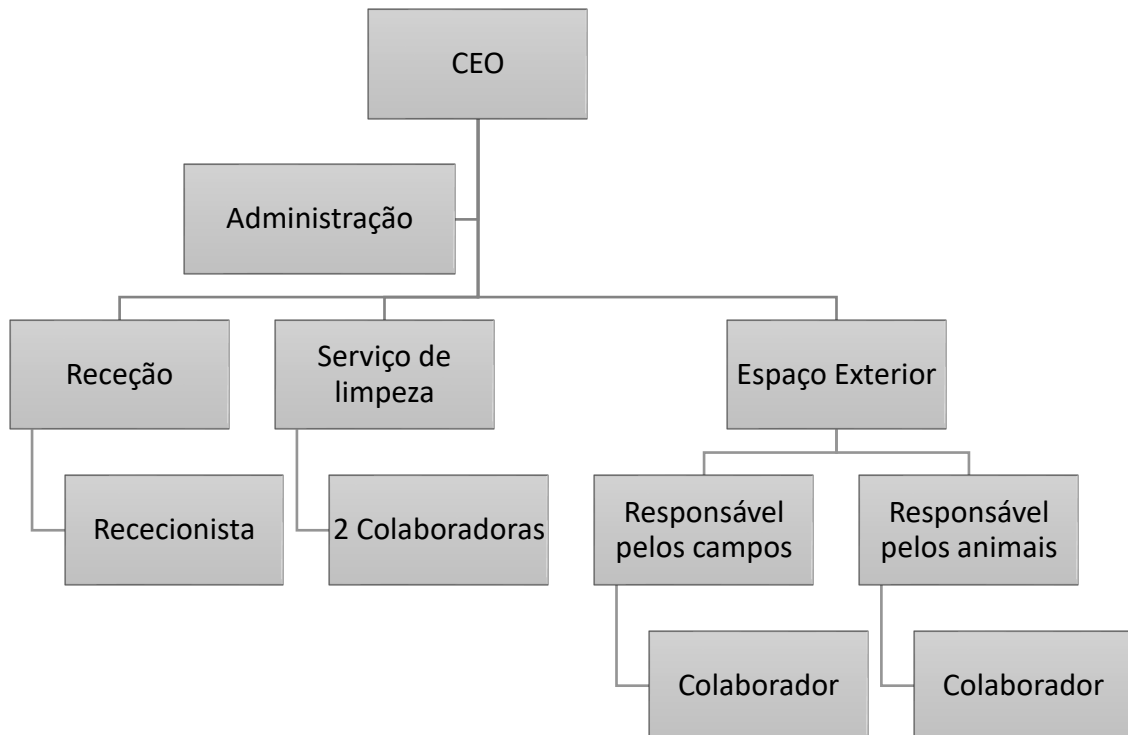 CEO
Administração
Receção
Serviço de
limpeza
Espaço Exterior
Rececionista
2 Colaboradoras
Responsável
pelos campos
Responsável
pelos animais
Colaborador
Colaborador